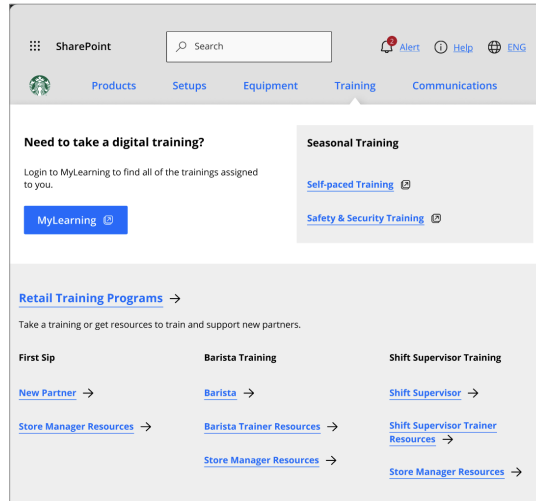 SharePoint
Search
2
Alert
Help
ENG
Products
Setups
Equipment
Training
Communications
Need to take a digital training?
Login to MyLearning to find all of the trainings assigned
to you.
MyLearning
Seasonal Training
Self-paced Training
Safety & Security Training
Retail Training Programs
Take a training or get resources to train and support new partners.
First Sip
New Partner
Store Manager Resources
Barista Training
Barista
Barista Trainer Resources
Store Manager Resources
Shift Supervisor Training
Shift Supervisor
Shift Supervisor Trainer
Resources
Store Manager Resources